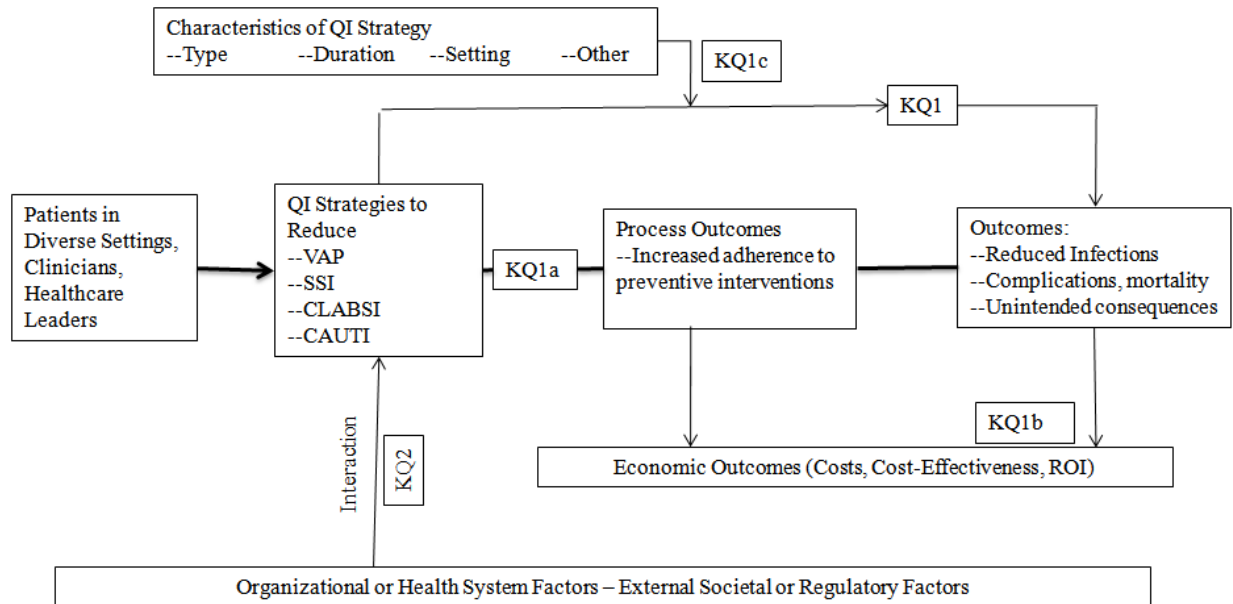 Characteristics of QI Strategy
--Type --Duration --Setting --Other
KQ1c
KQ1
Patients in
Diverse Settings,
Clinicians,
Healthcare
Leaders
QI Strategies to
Reduce
--VAP
--SSI
--CLABSI
--CAUTI
KQ1a
Process Outcomes
--Increased adherence to
preventive interventions
Outcomes:
--Reduced Infections
--Complications, mortality
--Unintended consequences
Interaction
KQ2
KQ1b
Economic Outcomes (Costs, Cost-Effectiveness, ROI)
Organizational or Health System Factors – External Societal or Regulatory Factors